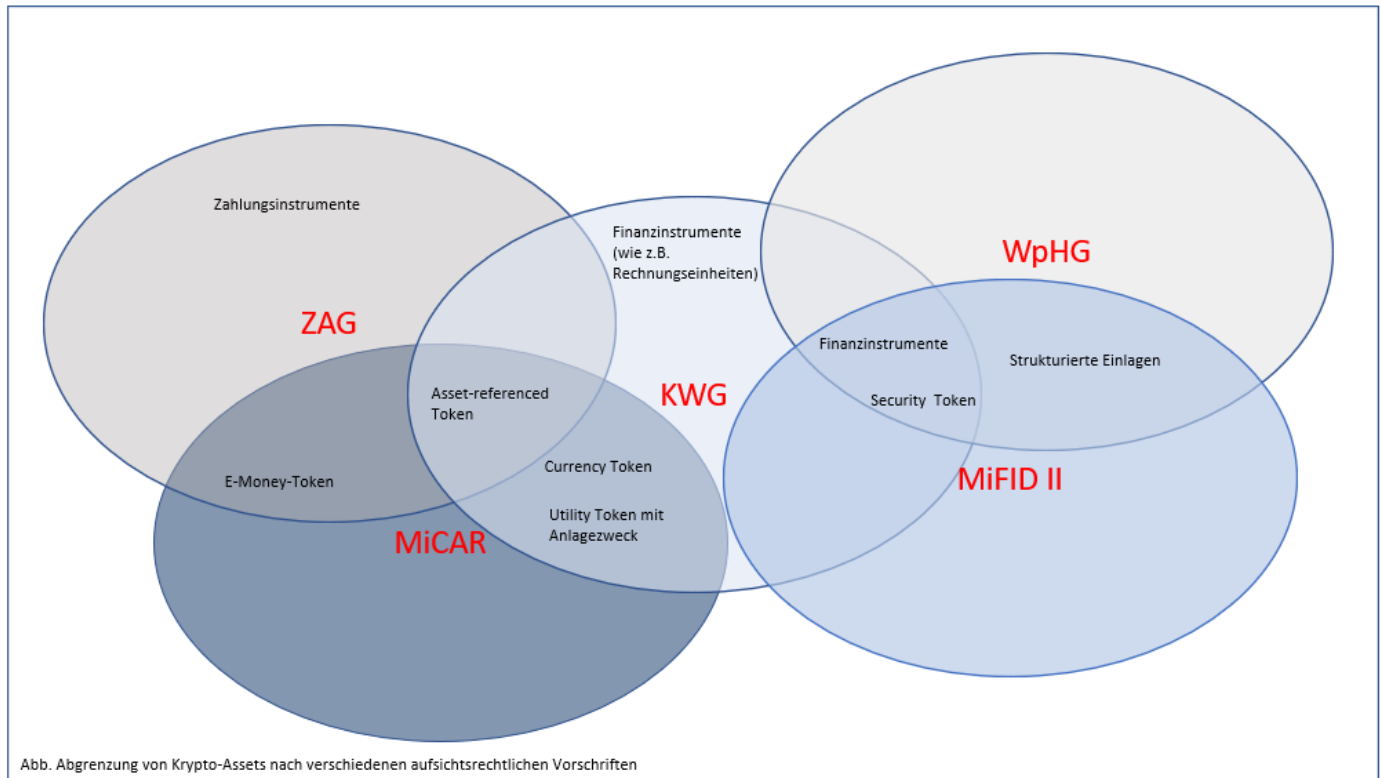 Zahlungsinstrumente
Finanzinstrumente
(wie z.B.
Rechnungseinheiten)
WpHG
ZAG
Finanzinstrumente
Strukturierte Einlagen
Asset-referenced
Token
KWG
Security Token
Currency Token
E-Money-Token
MiFID II
Utility Token mit
Anlagezweck
MiCAR
Abb. Abgrenzung von Krypto-Assets nach verschiedenen aufsichtsrechtlichen Vorschriften